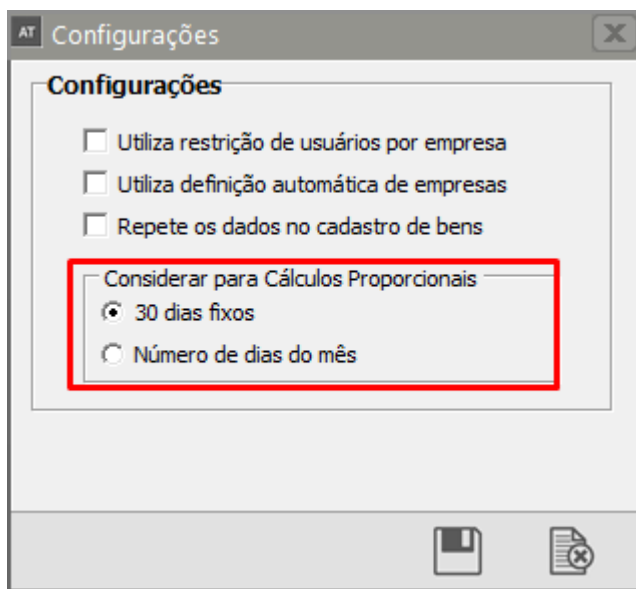 AT Configurações
Configurações
Utiliza restrição de usuários por empresa
Utiliza definição automática de empresas
Repete os dados no cadastro de bens
Considerar para Cálculos Proporcionais
30 dias fixos
Número de dias do mês